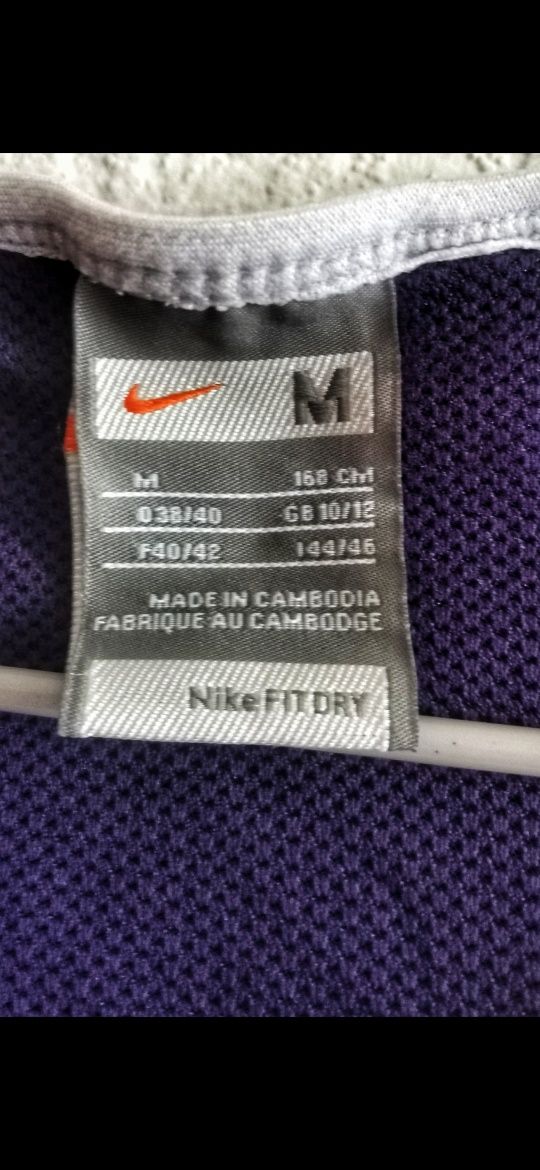 M
M 168 CM
D38/40 GB 10/12
F40/42 I44/46
MADE IN CAMBODIA
FABRIQUE AU CAMBODGE
Nike FIT DRY